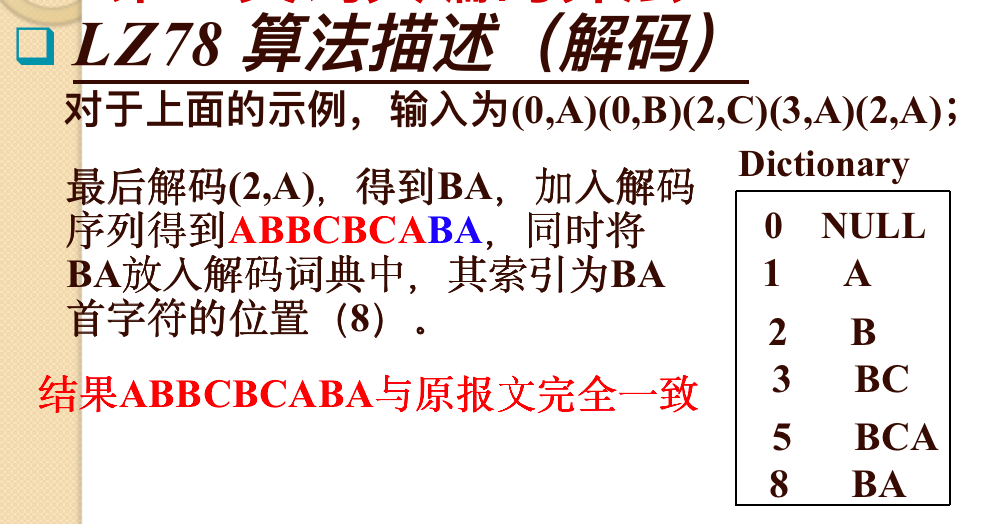 LZ78 算法描述（解码）
对于上面的示例，输入为(0,A)(0,B)(2,C)(3,A)(2,A)；
最后解码(2,A)，得到BA，加入解码
序列得到ABBCBCABA，同时将
BA放入解码词典中，其索引为BA
首字符的位置（8）。
结果ABBCBCABA与原报文完全一致
Dictionary
0 NULL
1 A
2 B
3 BC
5 BCA
8 BA